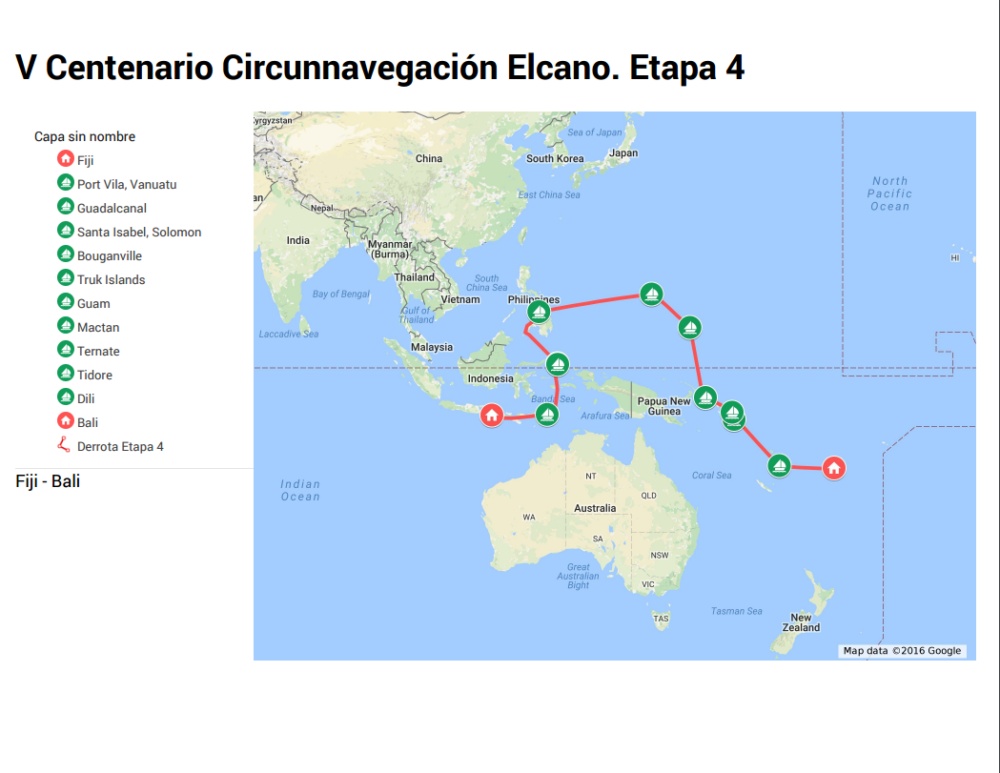 V Centenario Circunnavegación Elcano. Etapa 4
Capa sin nombre
Fiji
Port Vila, Vanuatu
Guadalcanal
Santa Isabel, Solomon
Bouganville
Truk Islands
Guam
Mactan
Ternate
Tidore
Dili
Bali
Derrota Etapa 4
Fiji - Bali
Kyrgyzstan
Sea of Japan
China
South Korea
Japan
North
Pacific
Ocean
an
Nepal
East China Sea
India
Myanmar
(Burma)
HI
Thailand
South
China Sea
Bay of Bengal
Vietnam
Philippines
Gulf of
Thailand
Laccadive Sea
Malaysia
Indonesia
Banda Sea
Papua New
Guinea
Arafura Sea
Indian
Ocean
NT
Coral Sea
QLD
Australia
WA
SA
NSW
Great
Australian
Bight
VIC
Tasman Sea
TAS
New
Zealand
Map data ©2016 Google